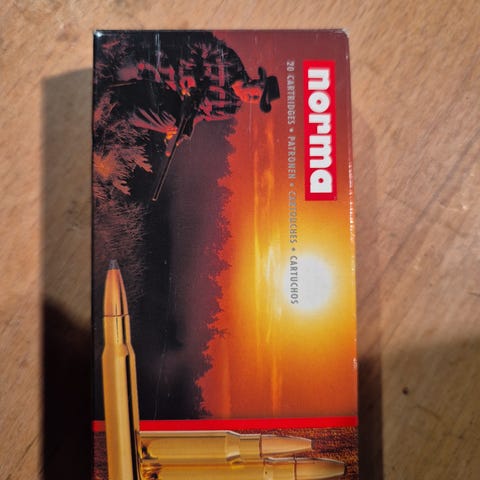 norma
20 CARTRIDGES • PATRONEN • CARTOUCHES • CARTUCHOS